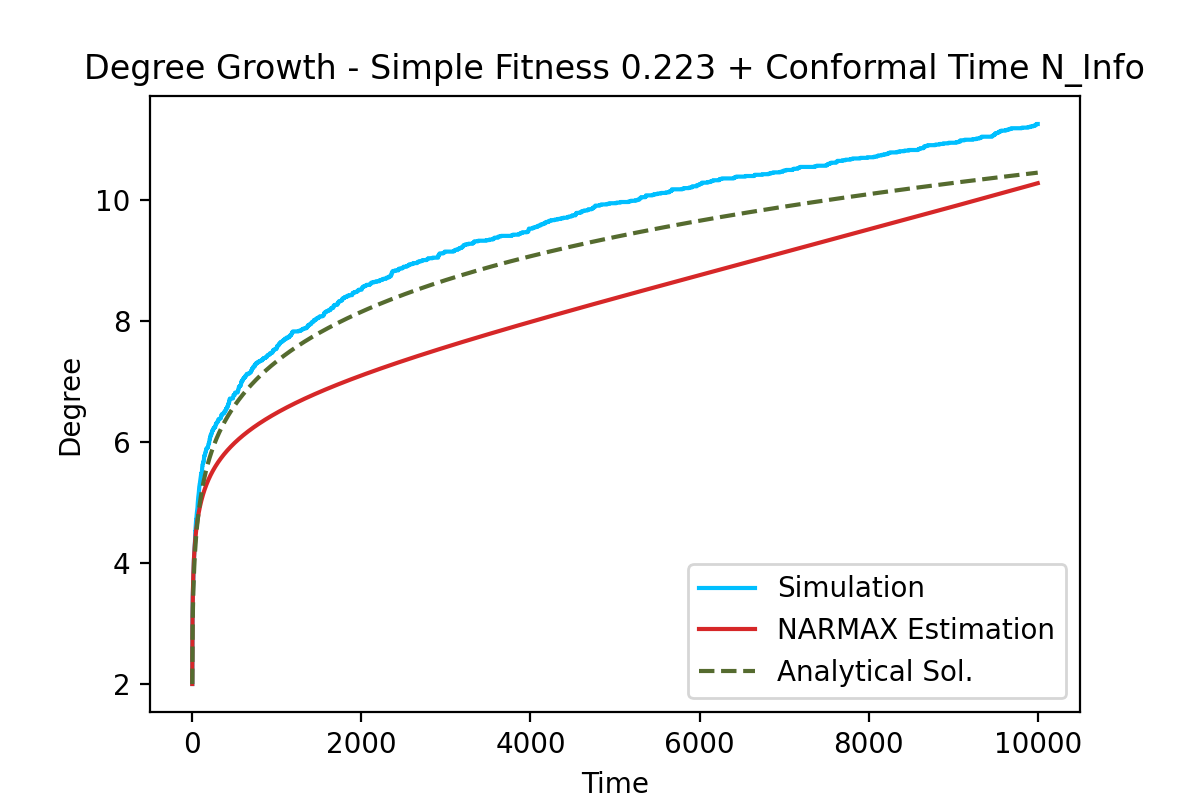 Degree Growth - Simple Fitness 0.223 + Conformal Time N_Info
10
8
6
4
2
Degree
Simulation
NARMAX Estimation
Analytical Sol.
0 2000 4000 6000 8000 10000
Time